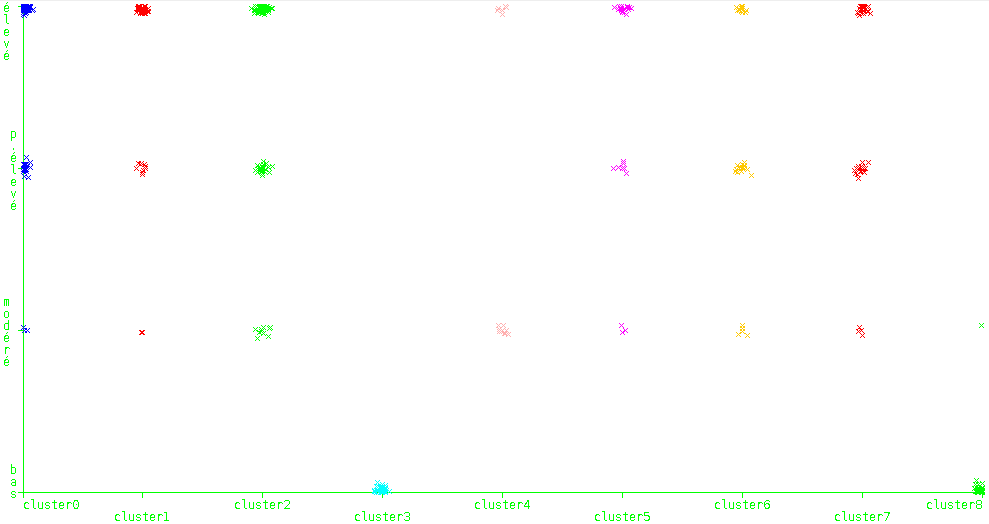 élevé
p.élevé
modéré
bas
cluster0
cluster1
cluster2
cluster3
cluster4
cluster5
cluster6
cluster7
cluster8